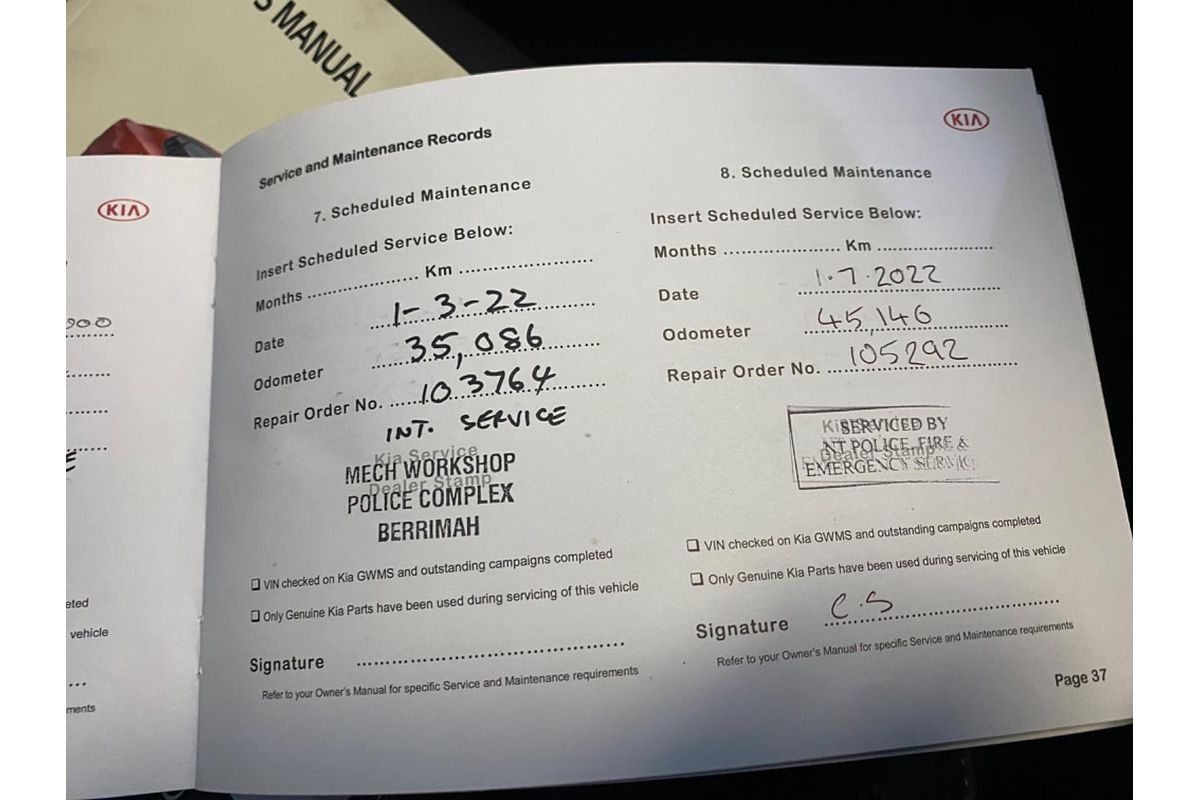 S MANUAL
KIA
900
eted
vehicle
ments
Service and Maintenance Records
7. Scheduled Maintenance
Insert Scheduled Service Below:
Months .................... Km ........................
Date 1-3-22
Odometer 35,086
Repair Order No. 103764
INT. SERVICE
Kia Service
Dealer Stamp
MECH WORKSHOP
POLICE COMPLEX
BERRIMAH
VIN checked on Kia GWMS and outstanding campaigns completed
Only Genuine Kia Parts have been used during servicing of this vehicle
Signature
Refer to your Owner's Manual for specific Service and Maintenance requirements
KIA
8. Scheduled Maintenance
Insert Scheduled Service Below:
Months .................... Km ....................
Date 1.7.2022
Odometer 45,146
Repair Order No. 105292
SERVICED BY
NT POLICE, FIRE &
Dealer Stamp
EMERGENCY SERVIC
VIN checked on Kia GWMS and outstanding campaigns completed
Only Genuine Kia Parts have been used during servicing of this vehicle
Signature C.S
Refer to your Owner's Manual for specific Service and Maintenance requirements
Page 37